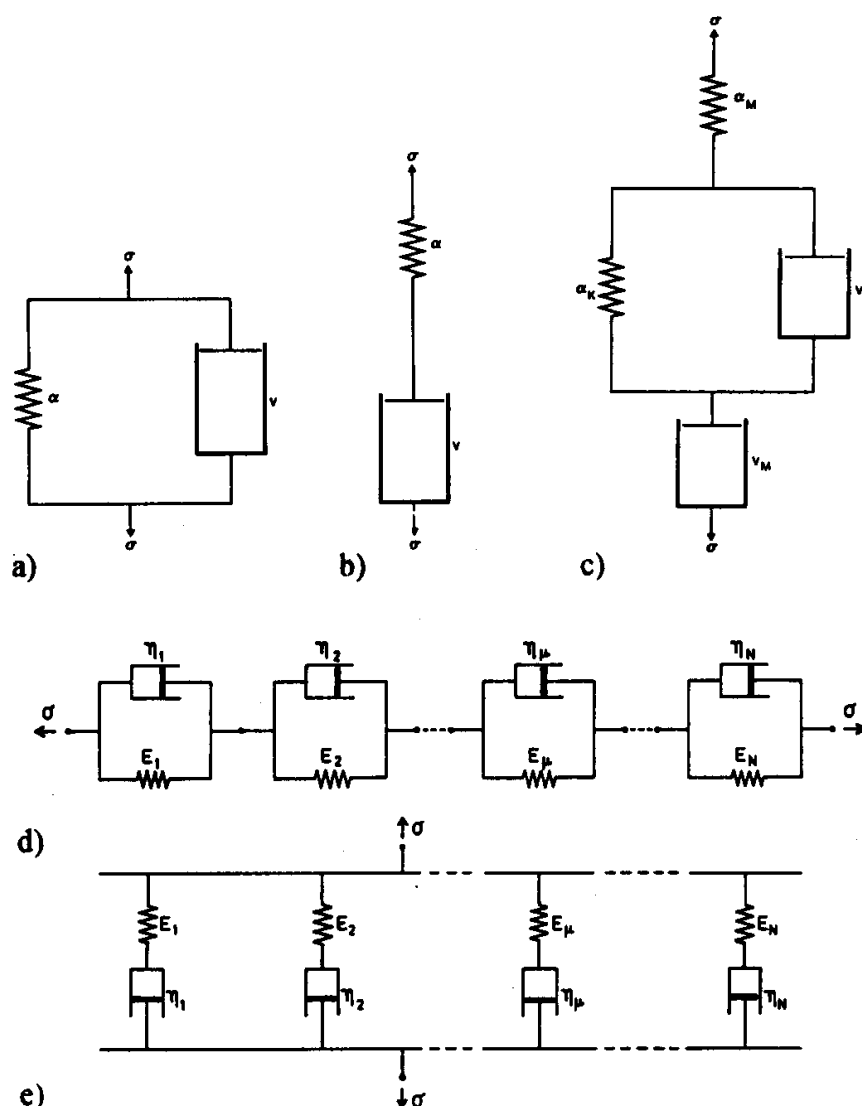 σ
α
v
σ
a)
σ
α
v
σ
b)
σ
α_M
α_K
v
v_M
σ
c)
η_1 η_2 η_μ η_N
σ σ
E_1 E_2 E_μ E_N
d)
σ
E_1 E_2 E_μ E_N
η_1 η_2 η_μ η_N
σ
e)